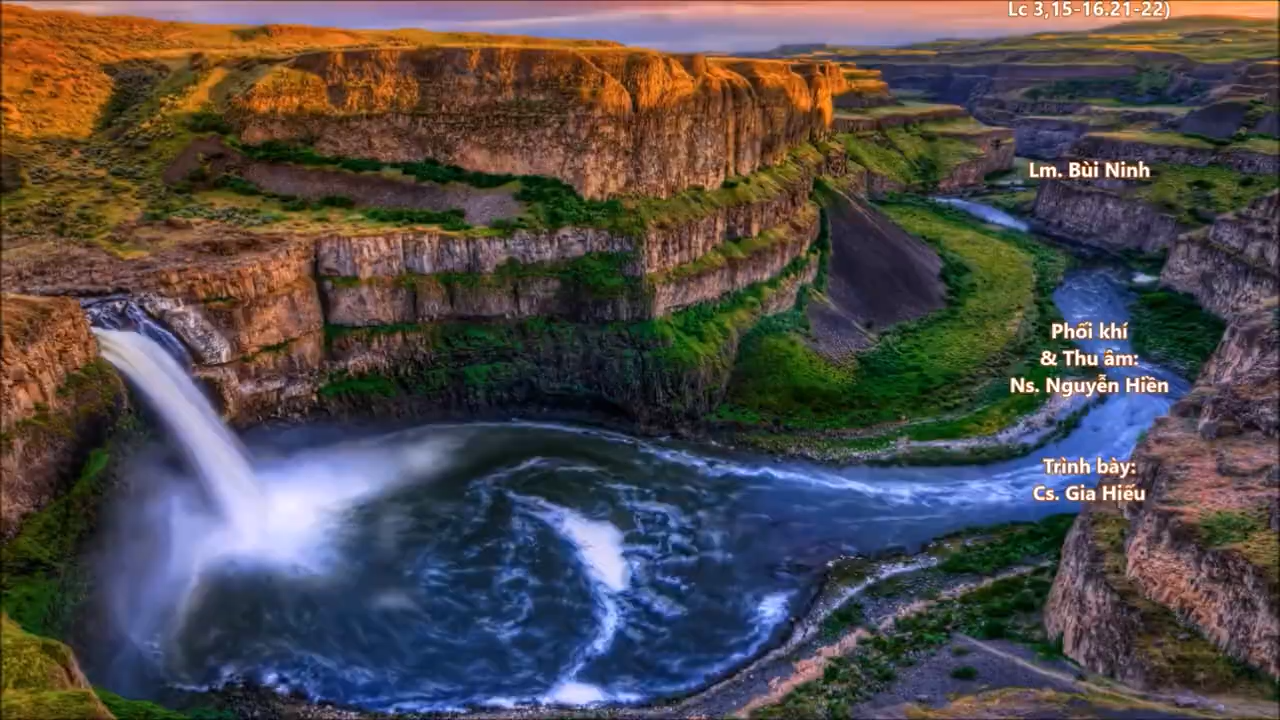 Lc 3,15-16.21-22)
Lm. Bùi Ninh
Phối khí
& Thu âm:
Ns. Nguyễn Hiền
Trình bày:
Cs. Gia Hiếu